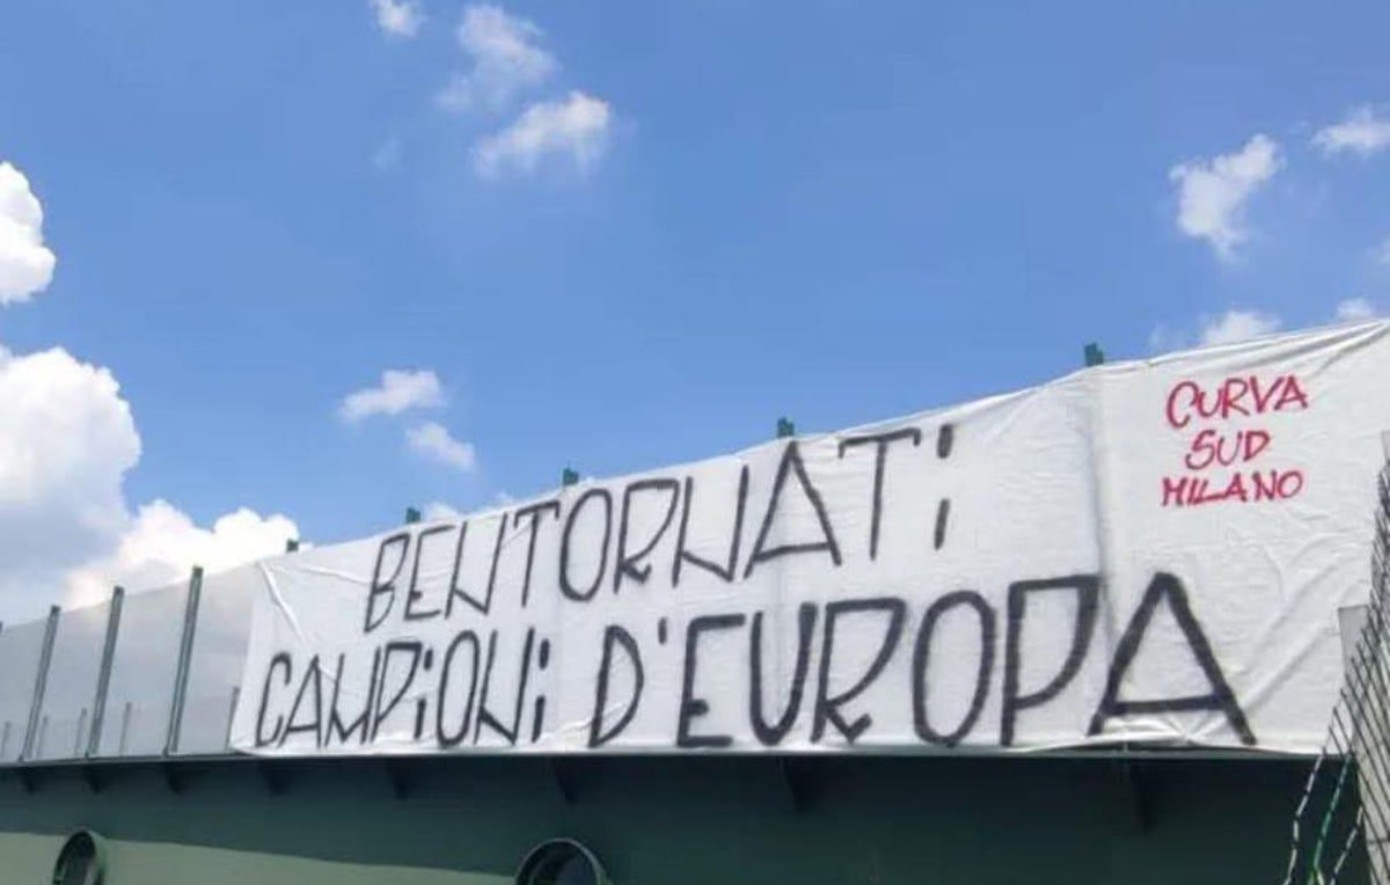 BENTORNATi
CAMPiONi D'EUROPA
CURVA
SUD
MILANO